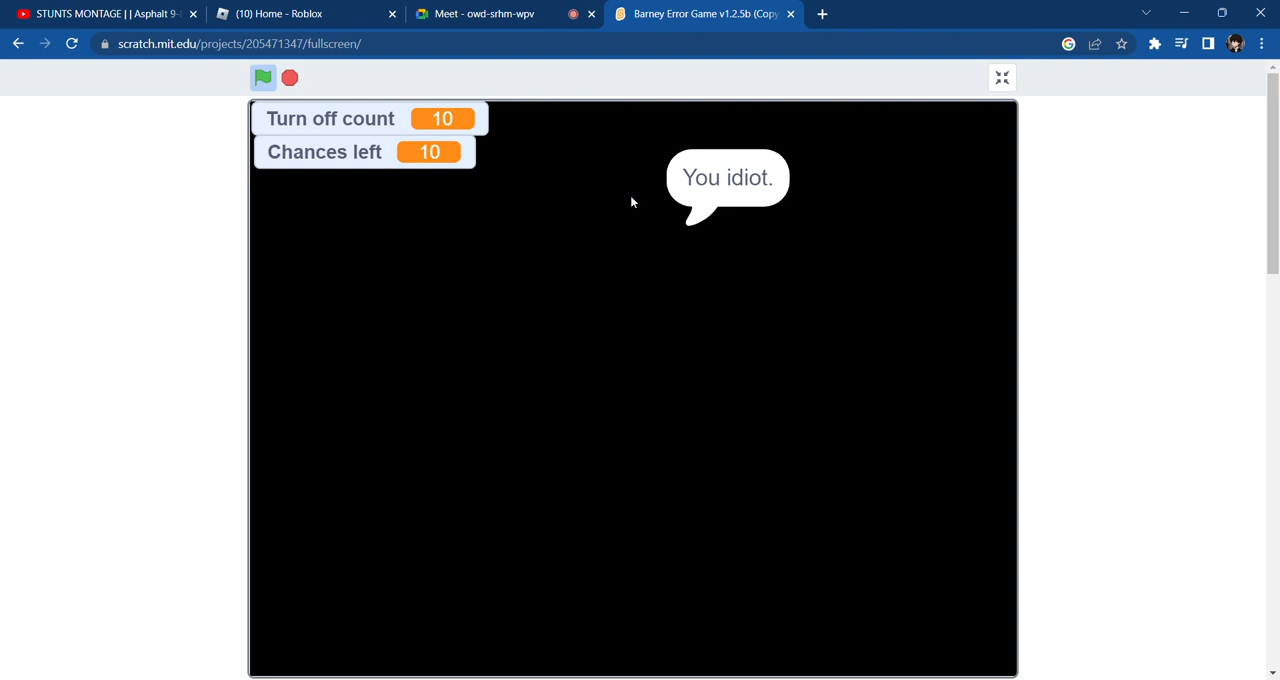 STUNTS MONTAGE | | Asphalt 9-
(10) Home - Roblox
Meet - owd-srhm-wpv
Barney Error Game v1.2.5b (Copy
scratch.mit.edu/projects/205471347/fullscreen/
Turn off count 10
Chances left 10
You idiot.